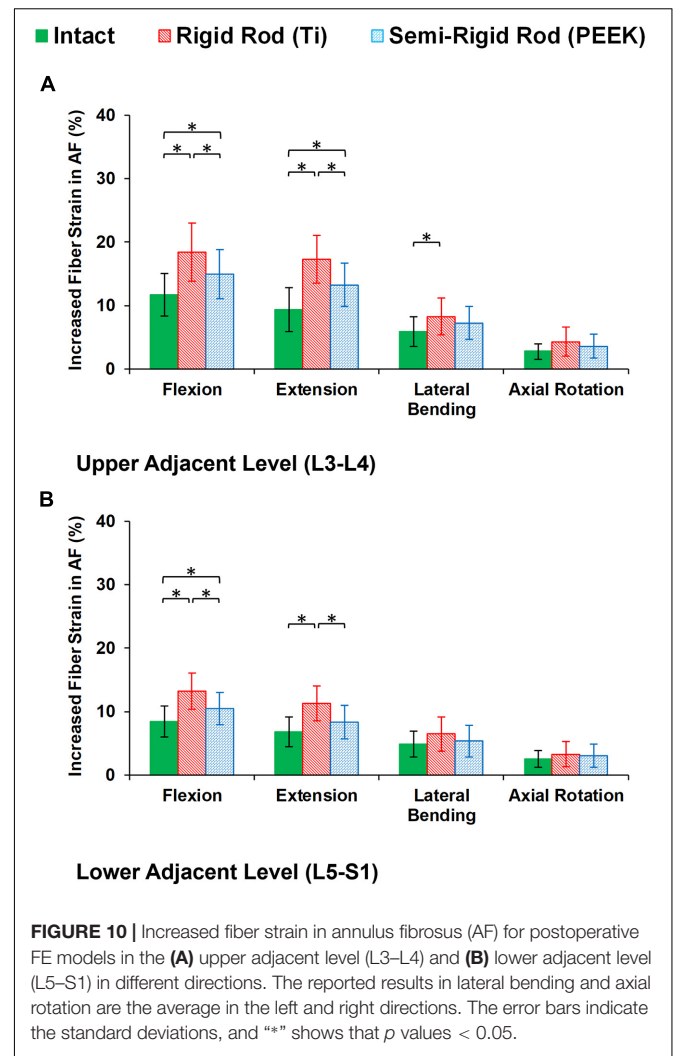 Intact Rigid Rod (Ti) Semi-Rigid Rod (PEEK)
A
Increased Fiber Strain in AF (%)
40
30
20
10
0
* * *
* * *
*
Flexion Extension Lateral Bending Axial Rotation
Upper Adjacent Level (L3-L4)
B
Increased Fiber Strain in AF (%)
40
30
20
10
0
* * *
* *
Flexion Extension Lateral Bending Axial Rotation
Lower Adjacent Level (L5-S1)
FIGURE 10 | Increased fiber strain in annulus fibrosus (AF) for postoperative
FE models in the (A) upper adjacent level (L3–L4) and (B) lower adjacent level
(L5–S1) in different directions. The reported results in lateral bending and axial
rotation are the average in the left and right directions. The error bars indicate
the standard deviations, and “*” shows that p values < 0.05.